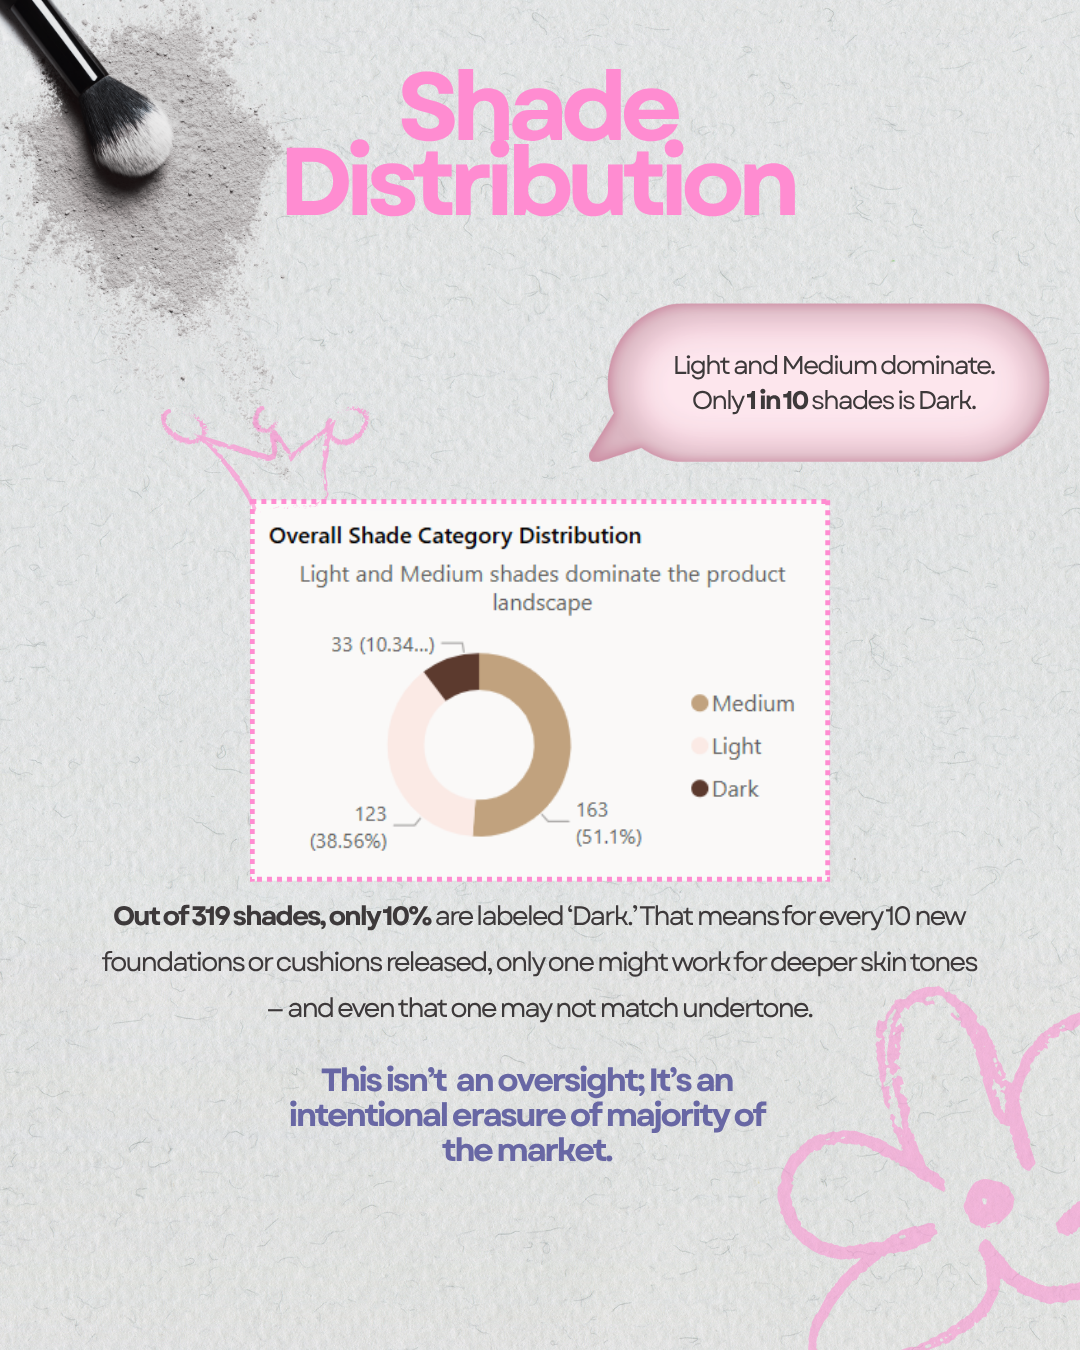 Shade
Distribution
Light and Medium dominate.
Only 1 in 10 shades is Dark.
Overall Shade Category Distribution
Light and Medium shades dominate the product
landscape
33 (10.34...)
Medium
Light
Dark
123
(38.56%)
163
(51.1%)
Out of 319 shades, only 10% are labeled ‘Dark.’ That means for every 10 new
foundations or cushions released, only one might work for deeper skin tones
– and even that one may not match undertone.
This isn’t an oversight; It’s an
intentional erasure of majority of
the market.